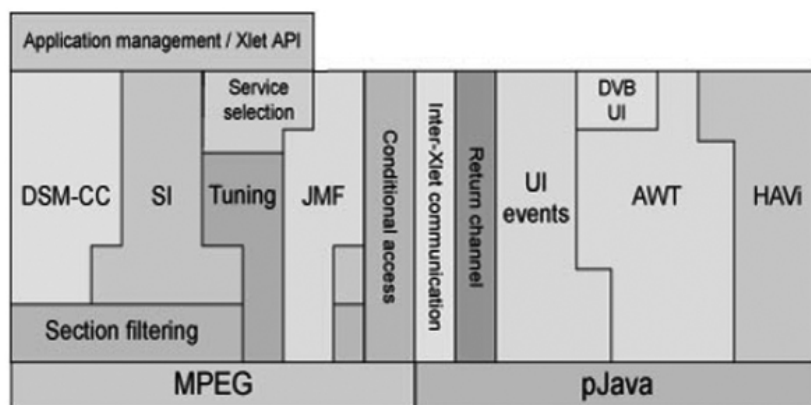 Application management / Xlet API
Service
selection
DVB
UI
DSM-CC
SI
Tuning
JMF
Conditional access
Inter-Xlet communication
Return channel
UI
events
AWT
HAVi
Section filtering
MPEG
pJava